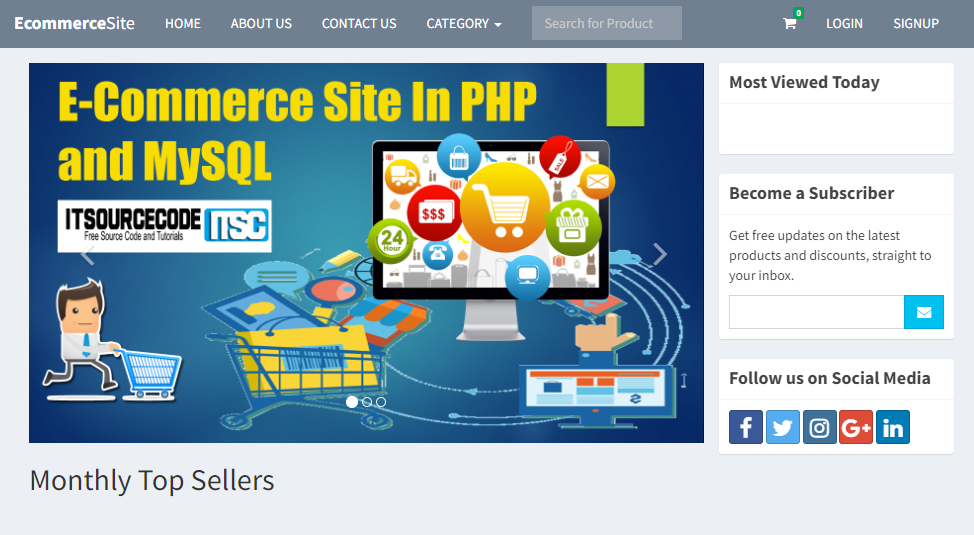 EcommerceSite HOME ABOUT US CONTACT US CATEGORY Search for Product 0 LOGIN SIGNUP
E-Commerce Site In PHP
and MySQL
ITSOURCECODE ITSC
Free Source Code and Tutorials
SALE
$$$
24
Hour
Monthly Top Sellers
Most Viewed Today
Become a Subscriber
Get free updates on the latest
products and discounts, straight to
your inbox.
Follow us on Social Media